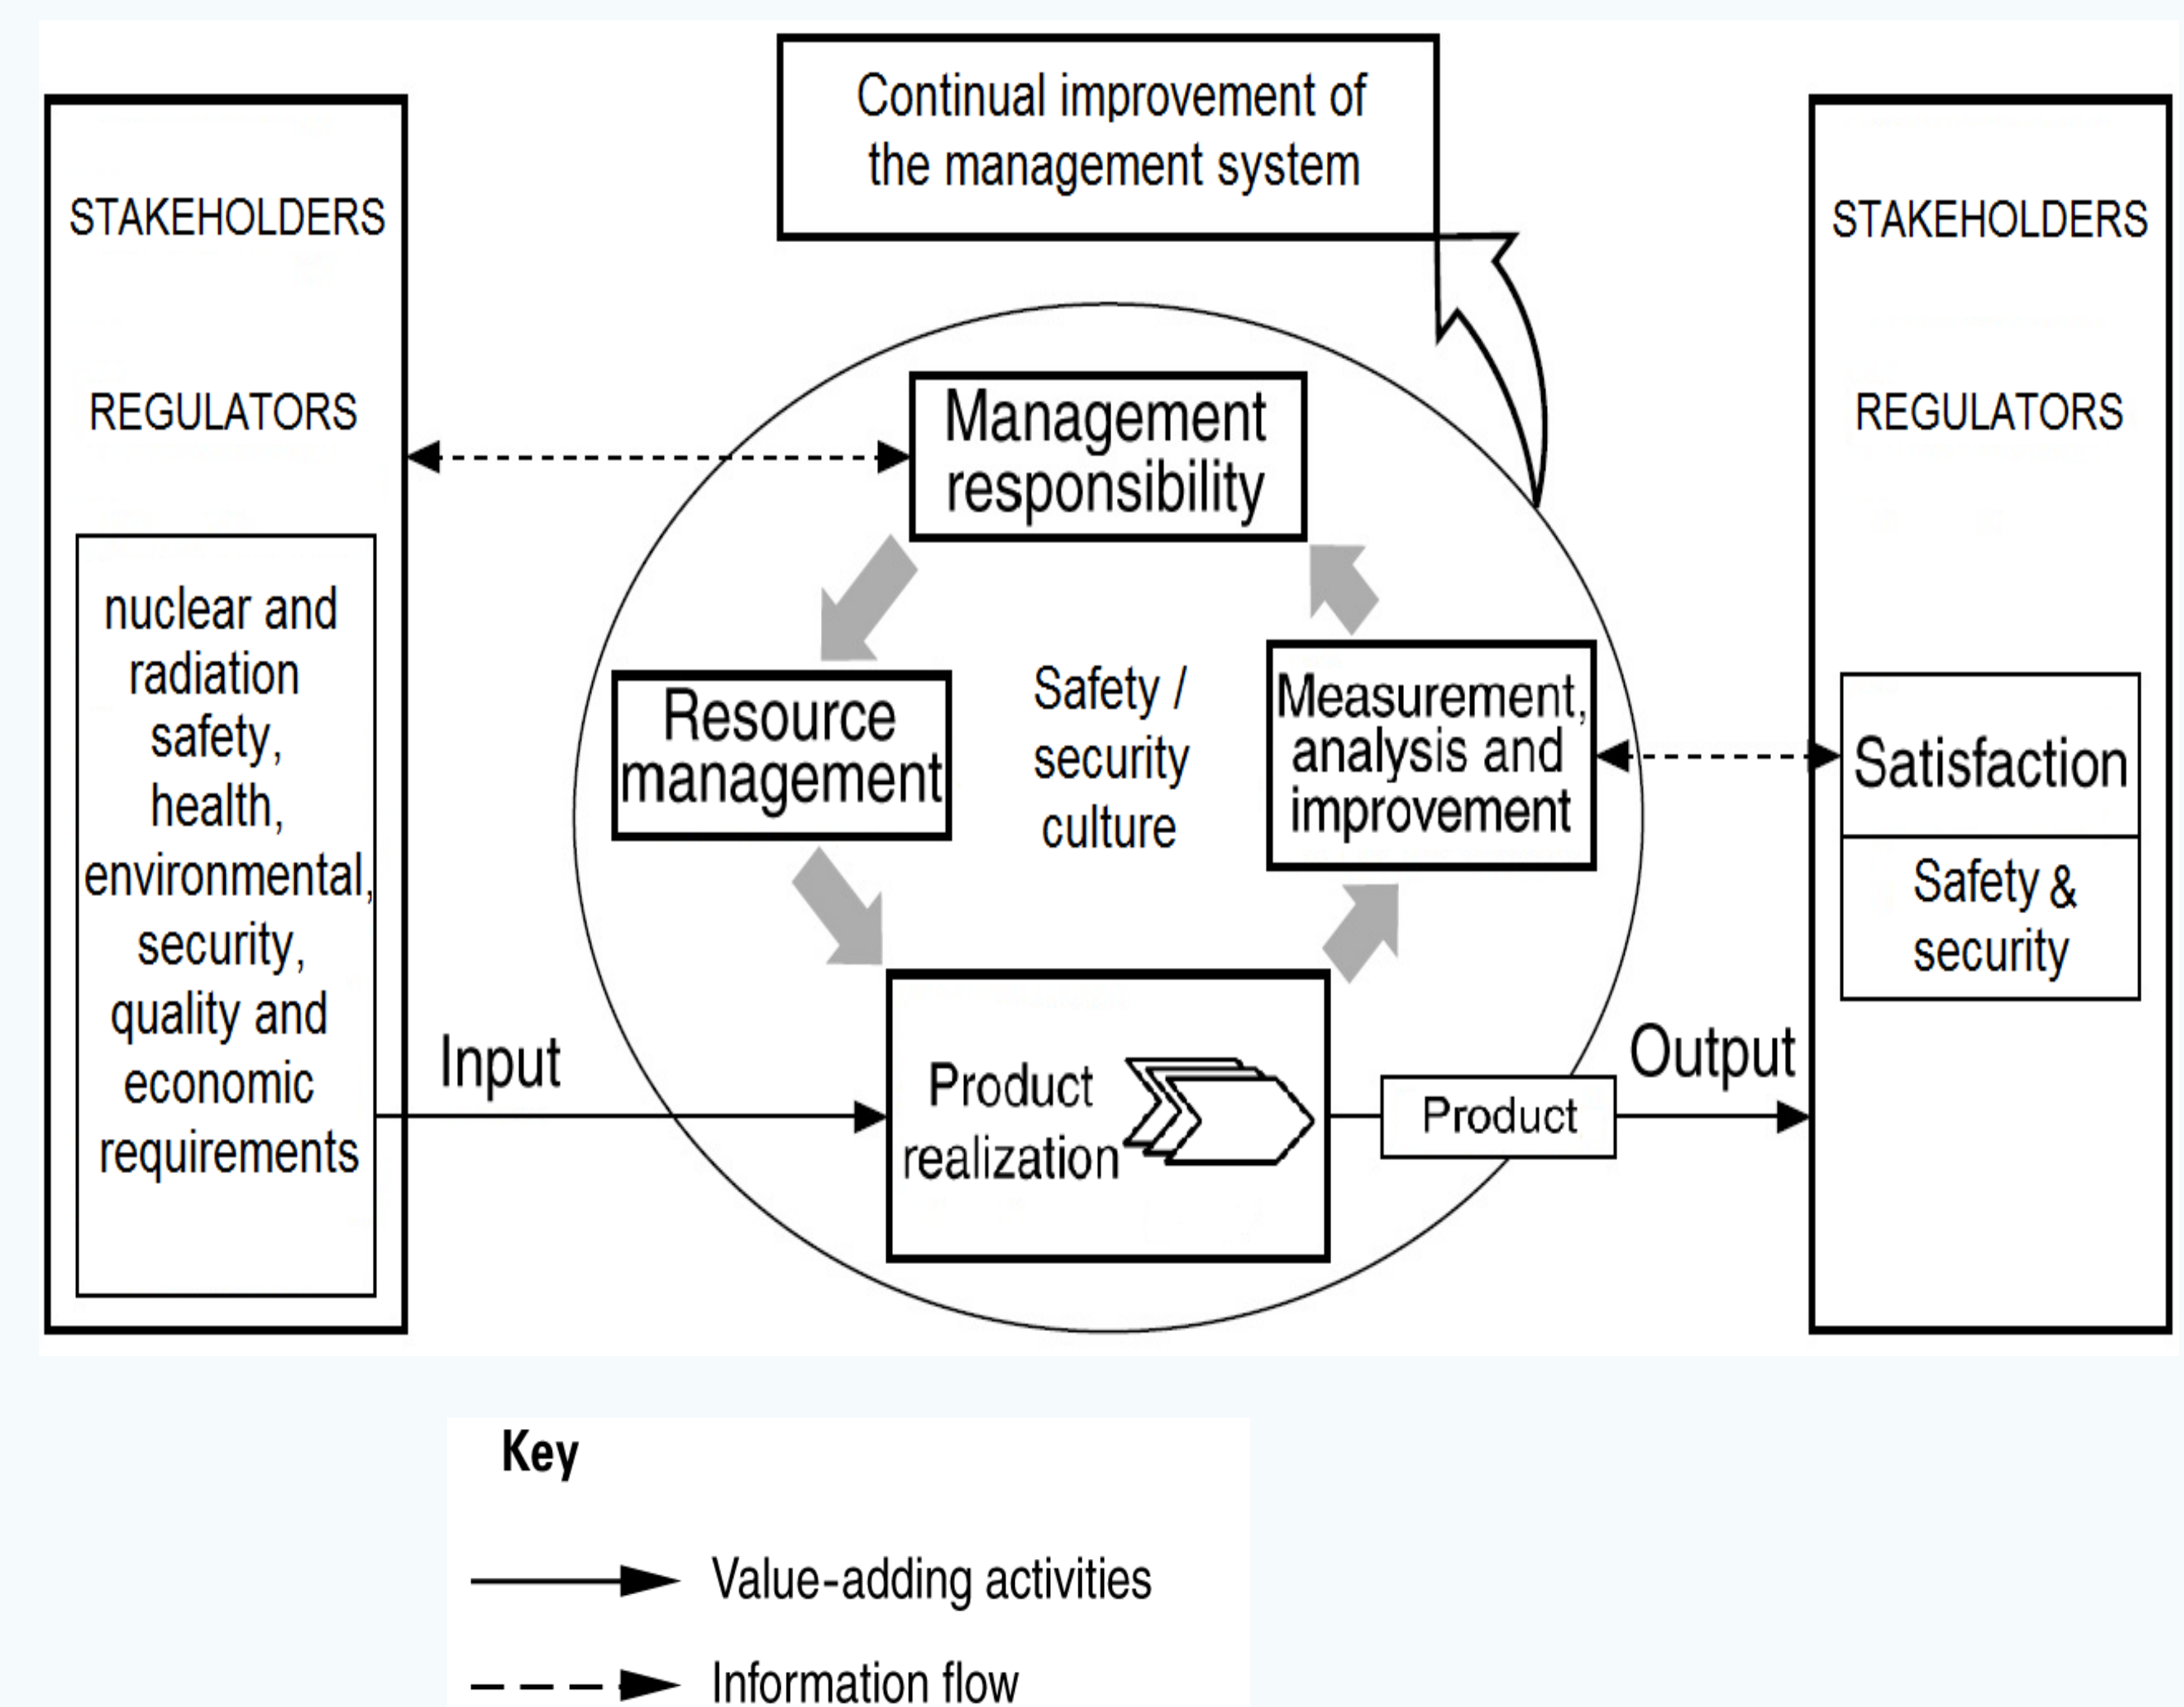 Continual improvement of
the management system
STAKEHOLDERS
REGULATORS
nuclear and
radiation
safety,
health,
environmental,
security,
quality and
economic
requirements
Input
Management
responsibility
Resource
management
Safety /
security
culture
Measurement,
analysis and
improvement
Product
realization
Product
Output
STAKEHOLDERS
REGULATORS
Satisfaction
Safety &
security
Key
Value-adding activities
Information flow